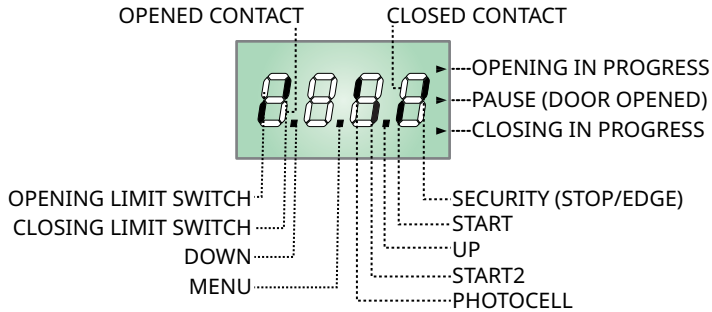 OPENED CONTACT
CLOSED CONTACT
OPENING IN PROGRESS
PAUSE (DOOR OPENED)
CLOSING IN PROGRESS
OPENING LIMIT SWITCH
CLOSING LIMIT SWITCH
DOWN
MENU
SECURITY (STOP/EDGE)
START
UP
START2
PHOTOCELL